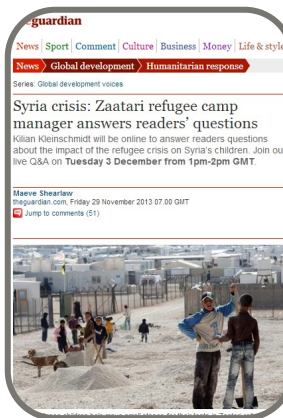 theguardian
News | Sport | Comment | Culture | Business | Money | Life & style
News Global development Humanitarian response
Series: Global development voices
Syria crisis: Zaatari refugee camp
manager answers readers' questions
Kilian Kleinschmidt will be online to answer readers questions
about the impact of the refugee crisis on Syria's children. Join ou
live Q&A on Tuesday 3 December from 1pm-2pm GMT.
Maeve Shearlaw
theguardian.com, Friday 29 November 2013 07.00 GMT
Jump to comments (51)